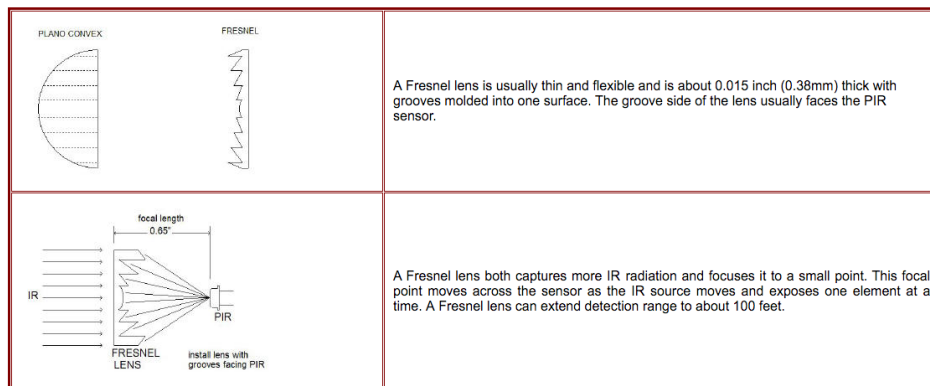 PLANO CONVEX
FRESNEL
A Fresnel lens is usually thin and flexible and is about 0.015 inch (0.38mm) thick with
grooves molded into one surface. The groove side of the lens usually faces the PIR
sensor.
focal length
0.65"
IR
PIR
FRESNEL
LENS
install lens with
grooves facing PIR
A Fresnel lens both captures more IR radiation and focuses it to a small point. This focal
point moves across the sensor as the IR source moves and exposes one element at a
time. A Fresnel lens can extend detection range to about 100 feet.